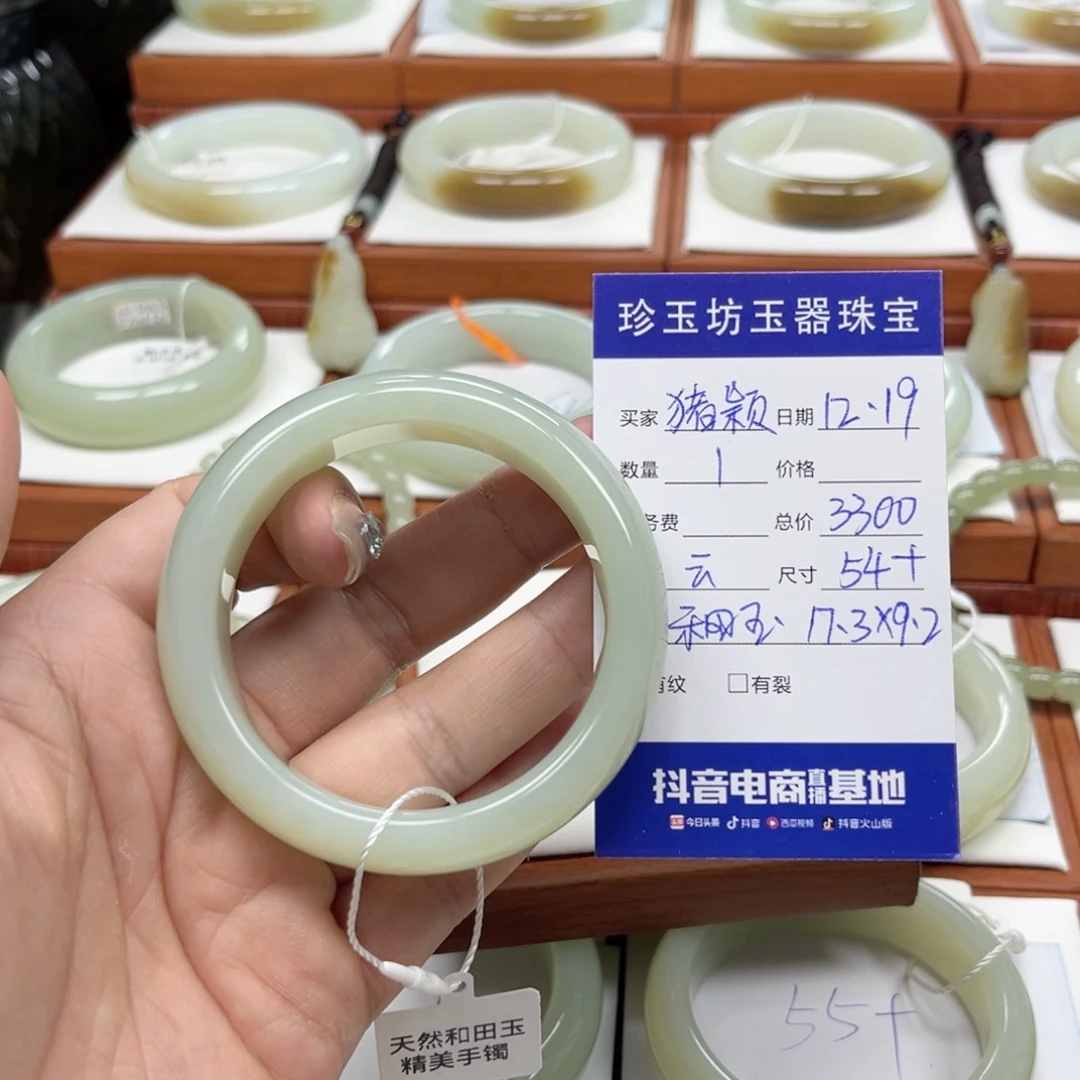 珍玉坊玉器珠宝
买家 猪颖 日期 12.19
数量 1 价格
务费 总价 3300
云 尺寸 54+
和田玉 17.3X9.2
有纹 □有裂
抖音电商直播基地
头条 今日头条 抖音 西瓜视频 抖音火山版
天然和田玉
精美手镯
55+